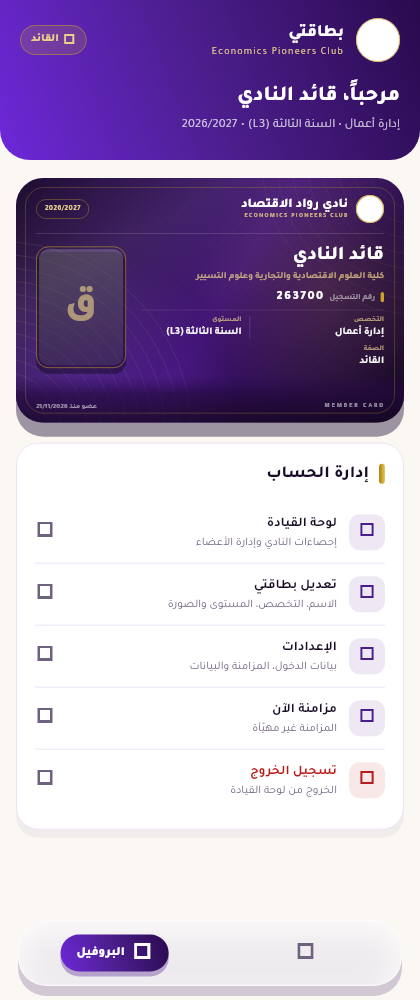 بطاقتي
Economics Pioneers Club
القائد
مرحباً، قائد النادي
إدارة أعمال · السنة الثالثة (L3) · 2026/2027
نادي رواد الاقتصاد
ECONOMICS PIONEERS CLUB
2026/2027
قائد النادي
كلية العلوم الاقتصادية والتجارية وعلوم التسيير
رقم التسجيل 263700
ق
التخصص
إدارة أعمال
المستوى
السنة الثالثة (L3)
الصفة
القائد
MEMBER CARD
عضو منذ 21/11/2026
إدارة الحساب
لوحة القيادة
إحصاءات النادي وإدارة الأعضاء
تعديل بطاقتي
الاسم، التخصص، المستوى والصورة
الإعدادات
بيانات الدخول، المزامنة والبيانات
مزامنة الآن
المزامنة غير مهيّأة
تسجيل الخروج
الخروج من لوحة القيادة
البروفيل